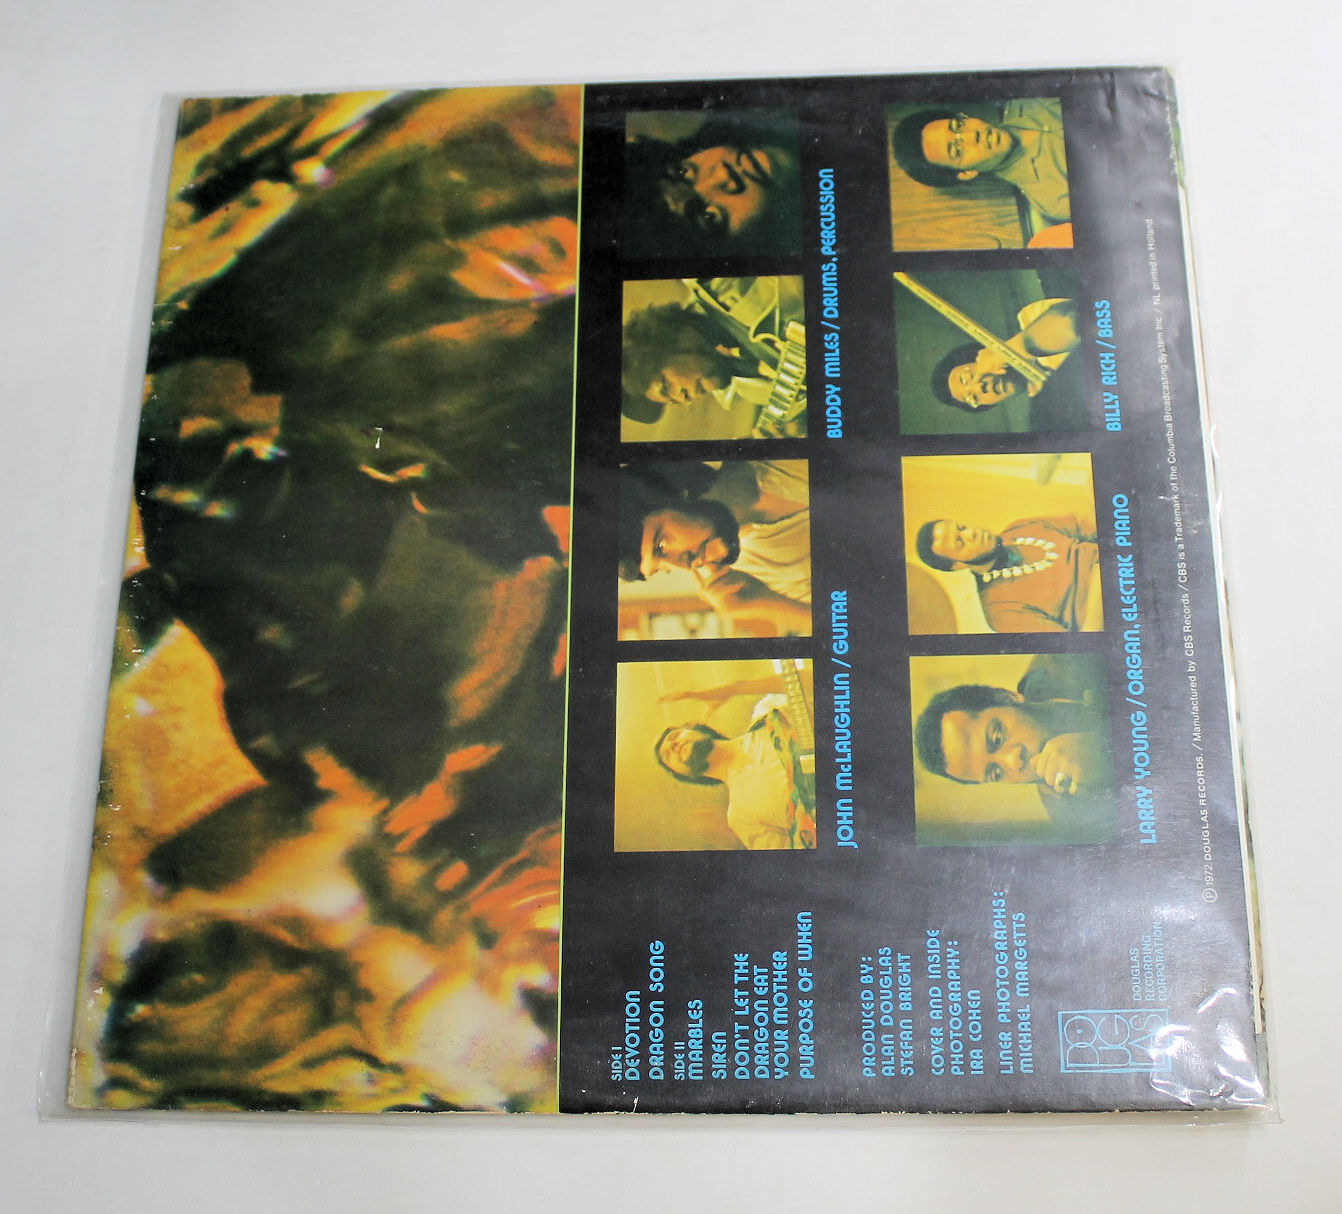 SIDE I
DEVOTION
DRAGON SONG
SIDE II
MARBLES
SIREN
DON'T LET THE
DRAGON EAT
YOUR MOTHER
PURPOSE OF WHEN
PRODUCED BY:
ALAN DOUGLAS
STEFAN BRIGHT
COVER AND INSIDE
PHOTOGRAPHY:
IRA COHEN
LINER PHOTOGRAPHS:
MICHAEL MARGETTS
DOUGLAS
DOUGLAS
RECORDING
CORPORATION
JOHN McLAUGHLIN / GUITAR
BUDDY MILES / DRUMS, PERCUSSION
LARRY YOUNG / ORGAN, ELECTRIC PIANO
BILLY RICH / BASS
Ⓟ 1972 DOUGLAS RECORDS. / Manufactured by CBS Records / CBS is a Trademark of the Columbia Broadcasting System Inc. / NL printed in Holland